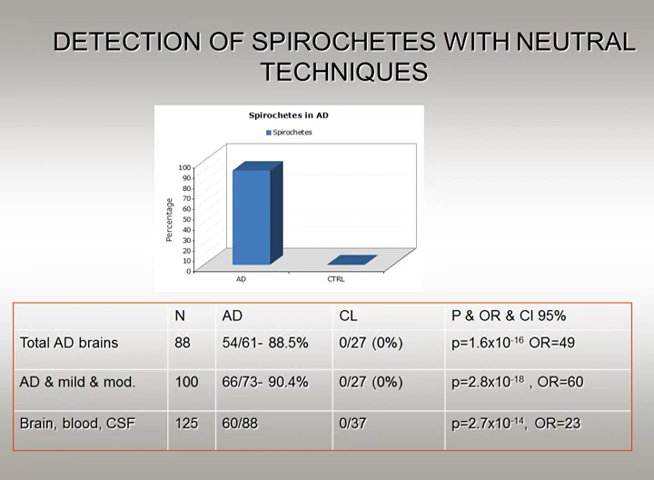 DETECTION OF SPIROCHETES WITH NEUTRAL
TECHNIQUES
Spirochetes in AD
Spirochetes
Percentage
100
90
80
70
60
50
40
30
20
10
0
AD CTRL
N AD CL P & OR & CI 95%
Total AD brains 88 54/61- 88.5% 0/27 (0%) p=1.6x10⁻¹⁶ OR=49
AD & mild & mod. 100 66/73- 90.4% 0/27 (0%) p=2.8x10⁻¹⁸ , OR=60
Brain, blood, CSF 125 60/88 0/37 p=2.7x10⁻¹⁴, OR=23